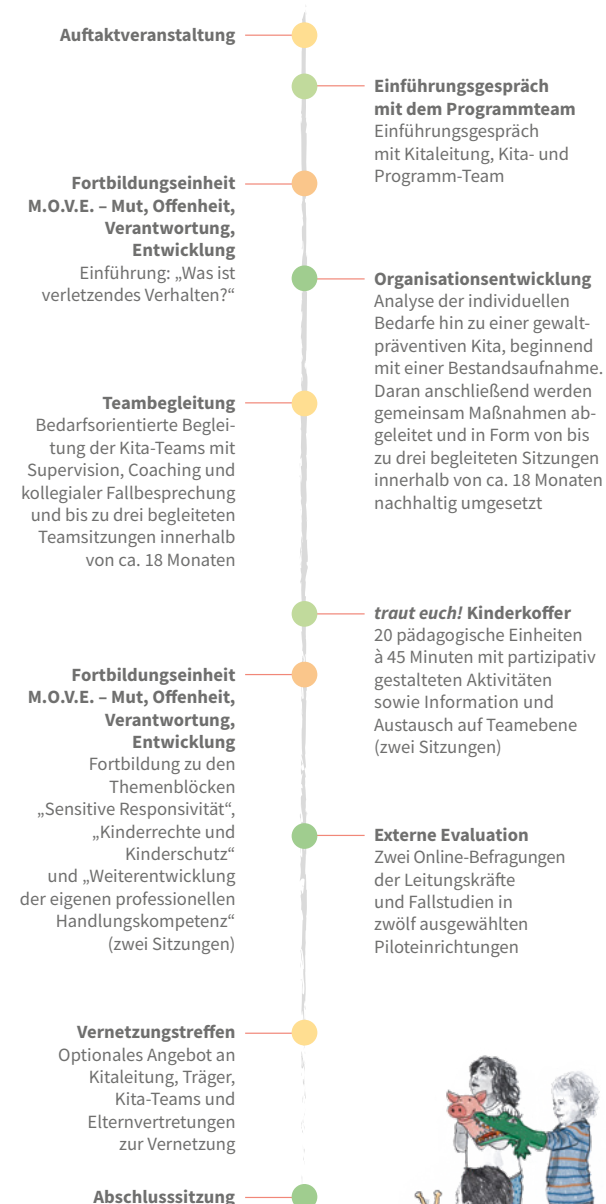 Auftaktveranstaltung
Einführungsgespräch
mit dem Programmteam
Einführungsgespräch
mit Kitaleitung, Kita- und
Programm-Team
Fortbildungseinheit
M.O.V.E. – Mut, Offenheit,
Verantwortung,
Entwicklung
Einführung: „Was ist
verletzendes Verhalten?“
Organisationsentwicklung
Analyse der individuellen
Bedarfe hin zu einer gewalt-
präventiven Kita, beginnend
mit einer Bestandsaufnahme.
Daran anschließend werden
gemeinsam Maßnahmen ab-
geleitet und in Form von bis
zu drei begleiteten Sitzungen
innerhalb von ca. 18 Monaten
nachhaltig umgesetzt
Teambegleitung
Bedarfsorientierte Beglei-
tung der Kita-Teams mit
Supervision, Coaching und
kollegialer Fallbesprechung
und bis zu drei begleiteten
Teamsitzungen innerhalb
von ca. 18 Monaten
traut euch! Kinderkoffer
20 pädagogische Einheiten
à 45 Minuten mit partizipativ
gestalteten Aktivitäten
sowie Information und
Austausch auf Teamebene
(zwei Sitzungen)
Fortbildungseinheit
M.O.V.E. – Mut, Offenheit,
Verantwortung,
Entwicklung
Fortbildung zu den
Themenblöcken
„Sensitive Responsivität“,
„Kinderrechte und
Kinderschutz“
und „Weiterentwicklung
der eigenen professionellen
Handlungskompetenz“
(zwei Sitzungen)
Externe Evaluation
Zwei Online-Befragungen
der Leitungskräfte
und Fallstudien in
zwölf ausgewählten
Piloteinrichtungen
Vernetzungstreffen
Optionales Angebot an
Kitaleitung, Träger,
Kita-Teams und
Elternvertretungen
zur Vernetzung
Abschlusssitzung